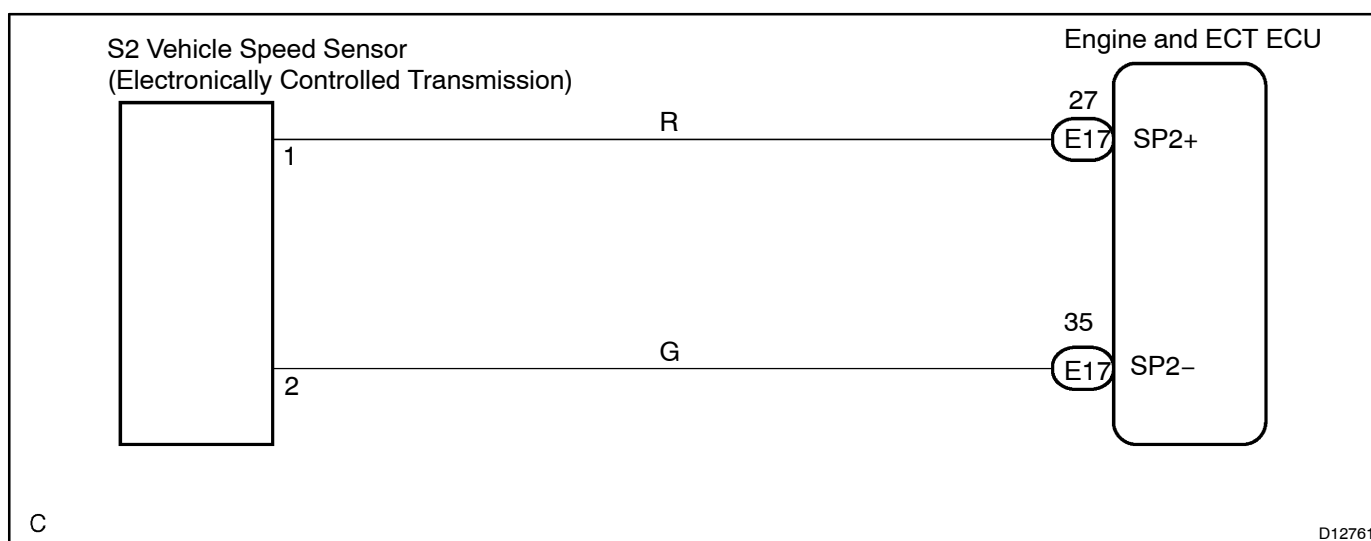 S2 Vehicle Speed Sensor
(Electronically Controlled Transmission)
Engine and ECT ECU
R
1
27
E17
SP2+
G
2
35
E17
SP2−
C
D12761